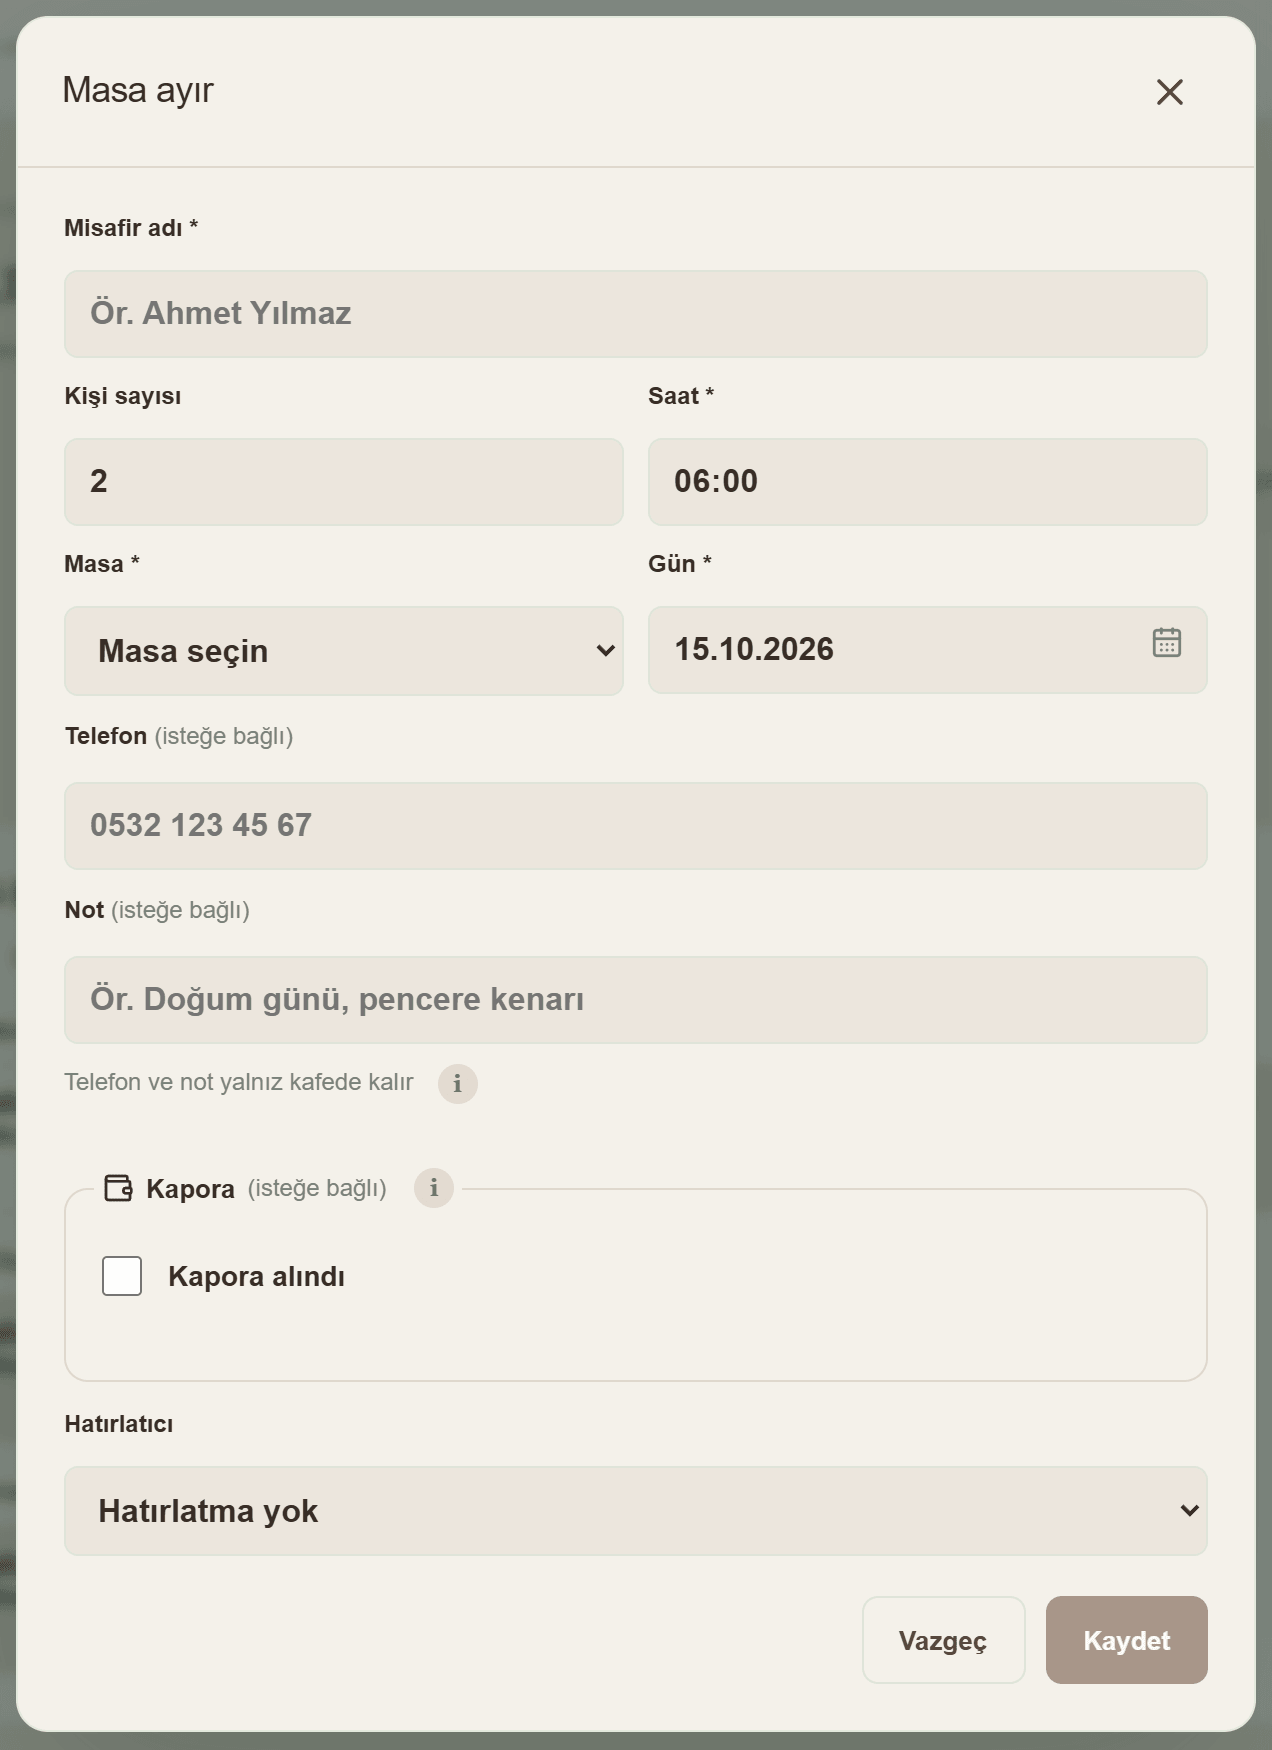 Masa ayır
Misafir adı *
Ör. Ahmet Yılmaz
Kişi sayısı
Saat *
2
06:00
Masa *
Gün *
Masa seçin
15.10.2026
Telefon (isteğe bağlı)
0532 123 45 67
Not (isteğe bağlı)
Ör. Doğum günü, pencere kenarı
Telefon ve not yalnız kafede kalır i
Kapora (isteğe bağlı) i
Kapora alındı
Hatırlatıcı
Hatırlatma yok
Vazgeç
Kaydet